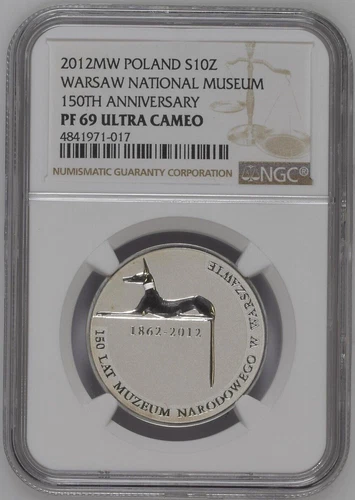 2012MW POLAND S10Z
WARSAW NATIONAL MUSEUM
150TH ANNIVERSARY
PF 69 ULTRA CAMEO
4841971-017
NUMISMATIC GUARANTY CORPORATION
NGC®
1862-2012
150 LAT MUZEUM NARODOWEGO W WARSZAWIE